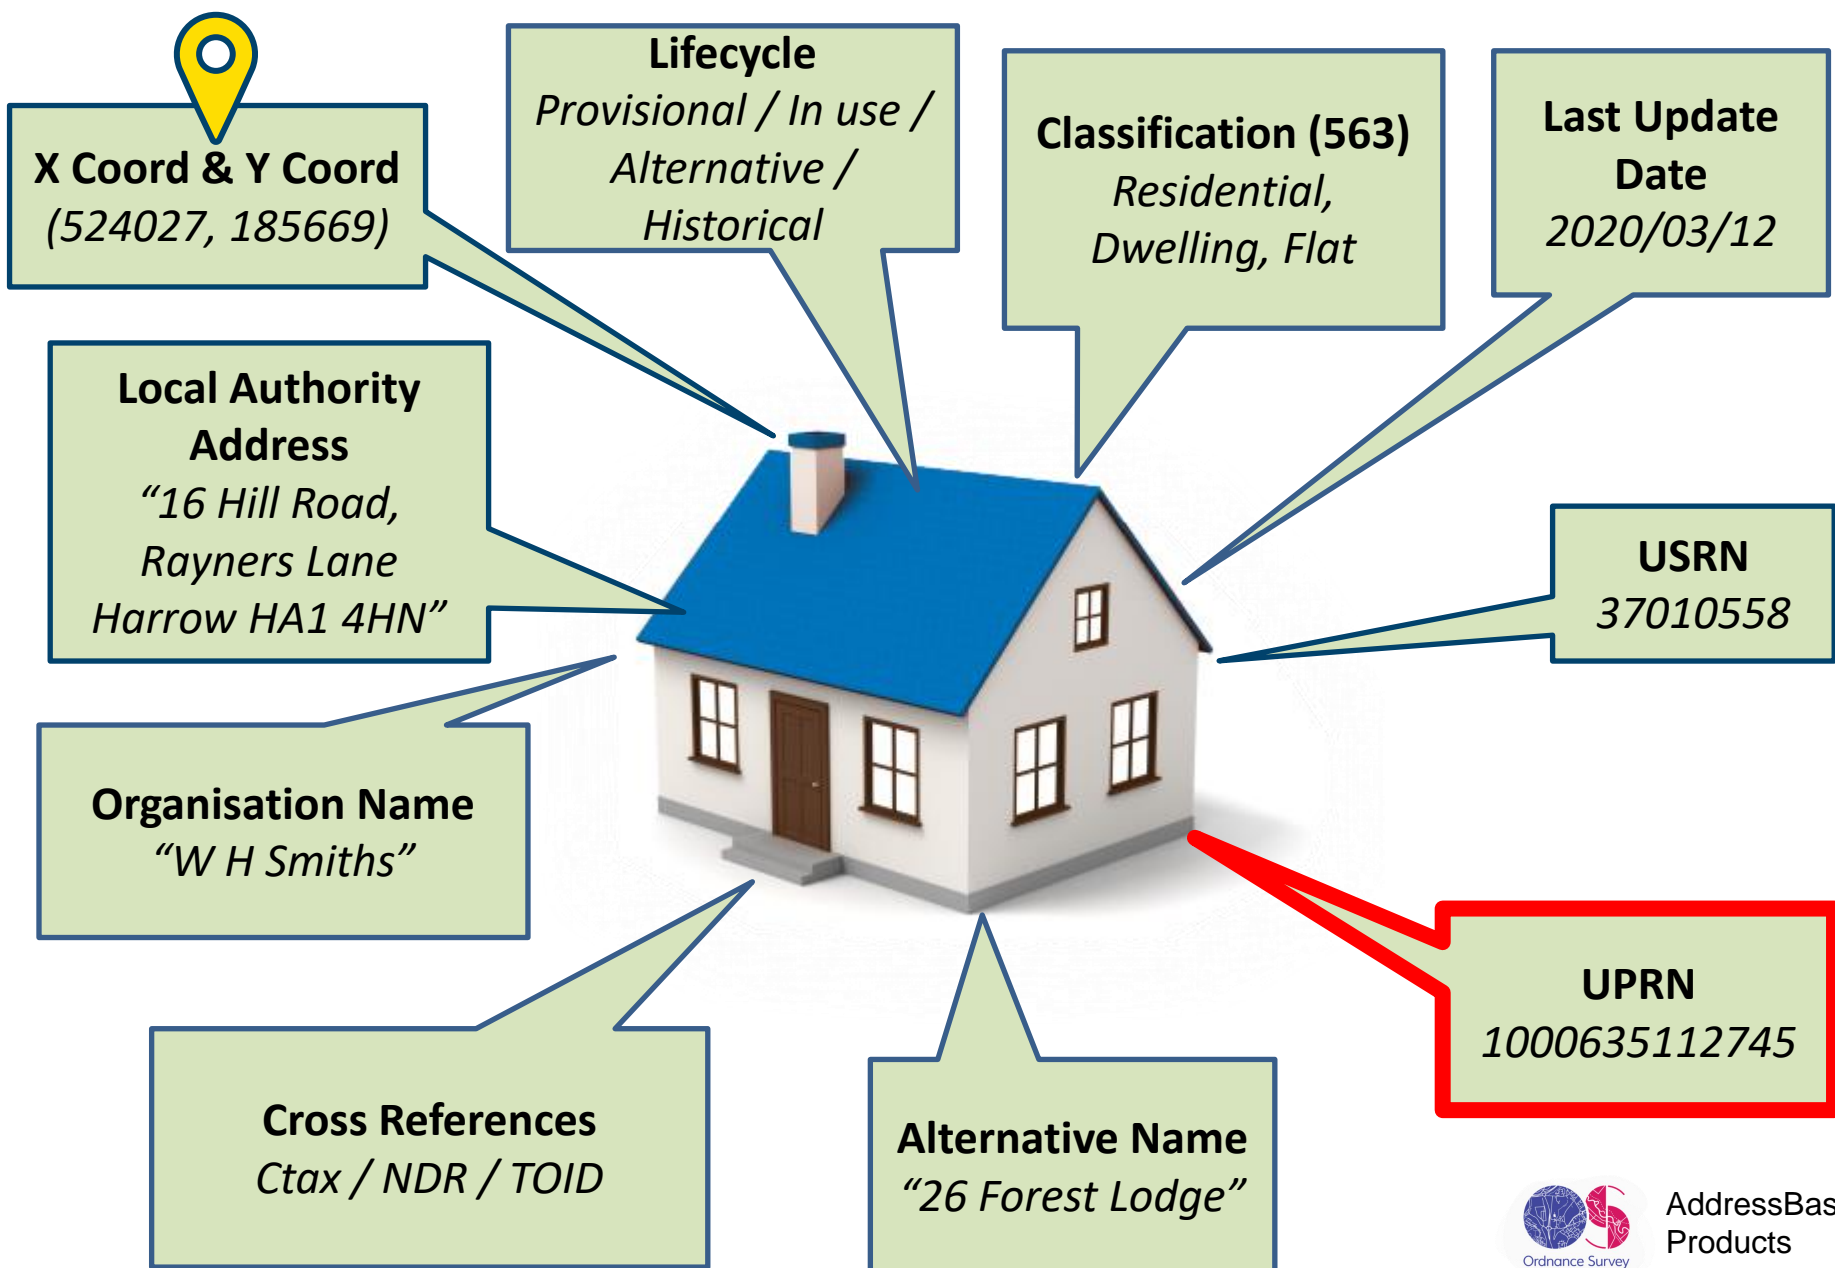 X Coord & Y Coord
(524027, 185669)
Lifecycle
Provisional / In use /
Alternative /
Historical
Classification (563)
Residential,
Dwelling, Flat
Last Update
Date
2020/03/12
Local Authority
Address
“16 Hill Road,
Rayners Lane
Harrow HA1 4HN”
USRN
37010558
Organisation Name
“W H Smiths”
UPRN
1000635112745
Cross References
Ctax / NDR / TOID
Alternative Name
“26 Forest Lodge”
AddressBas
Products
Ordnance Survey